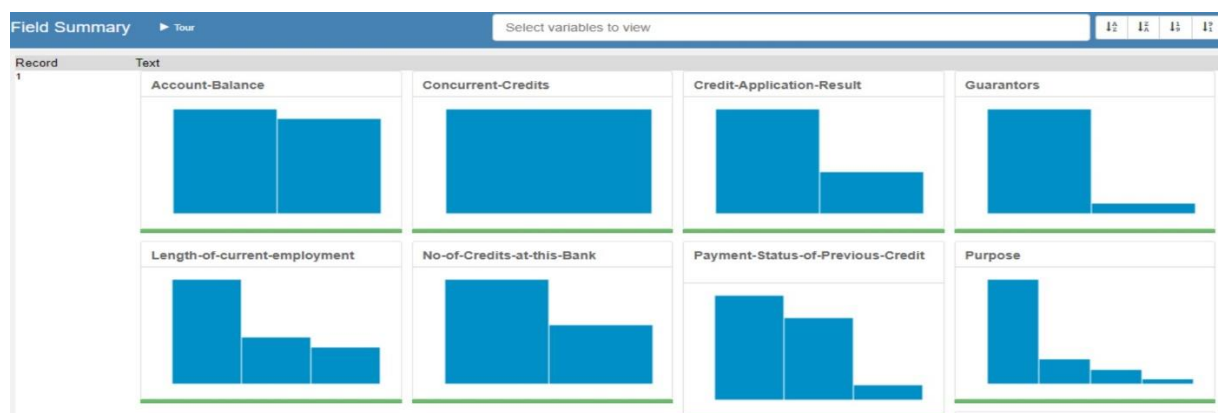 Field Summary ▶ Tour Select variables to view
Record Text
1
Account-Balance Concurrent-Credits Credit-Application-Result Guarantors
Length-of-current-employment No-of-Credits-at-this-Bank Payment-Status-of-Previous-Credit Purpose